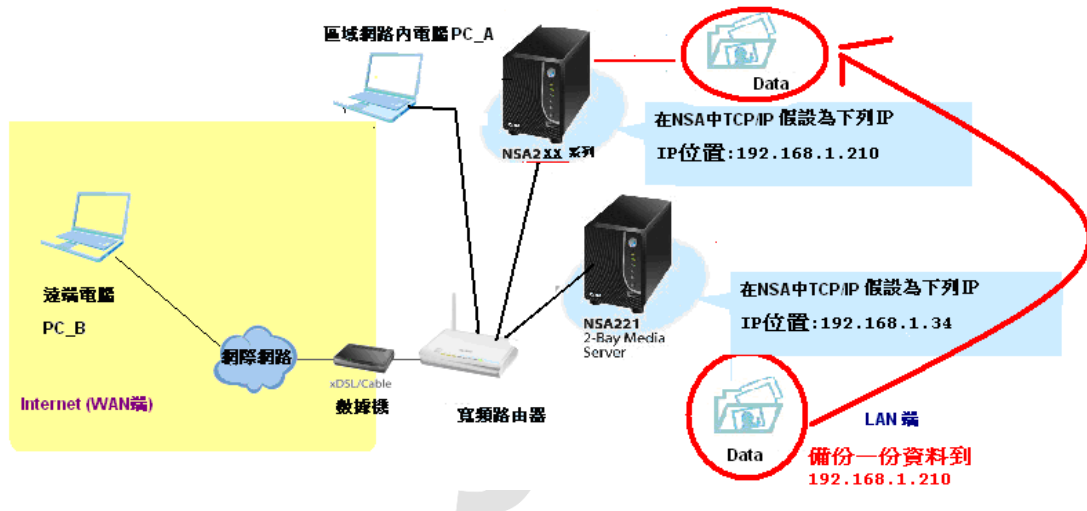 區域網路內電腦PC_A
Data
在NSA中TCP/IP 假設為下列IP
IP位置:192.168.1.210
NSA2XX 系列
遠端電腦
PC_B
在NSA中TCP/IP 假設為下列IP
IP位置:192.168.1.34
NSA221
2-Bay Media
Server
網際網路
xDSL/Cable
數據機
寬頻路由器
Internet (WAN端)
LAN 端
Data
備份一份資料到
192.168.1.210